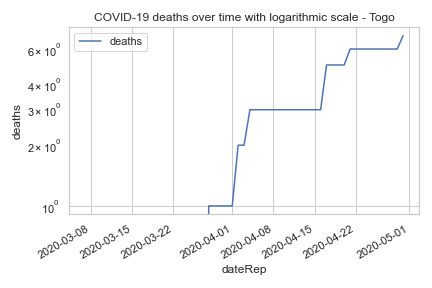 COVID-19 deaths over time with logarithmic scale - Togo
deaths
6 × 10⁰
4 × 10⁰
3 × 10⁰
2 × 10⁰
10⁰
deaths
2020-03-08
2020-03-15
2020-03-22
2020-04-01
2020-04-08
2020-04-15
2020-04-22
2020-05-01
dateRep